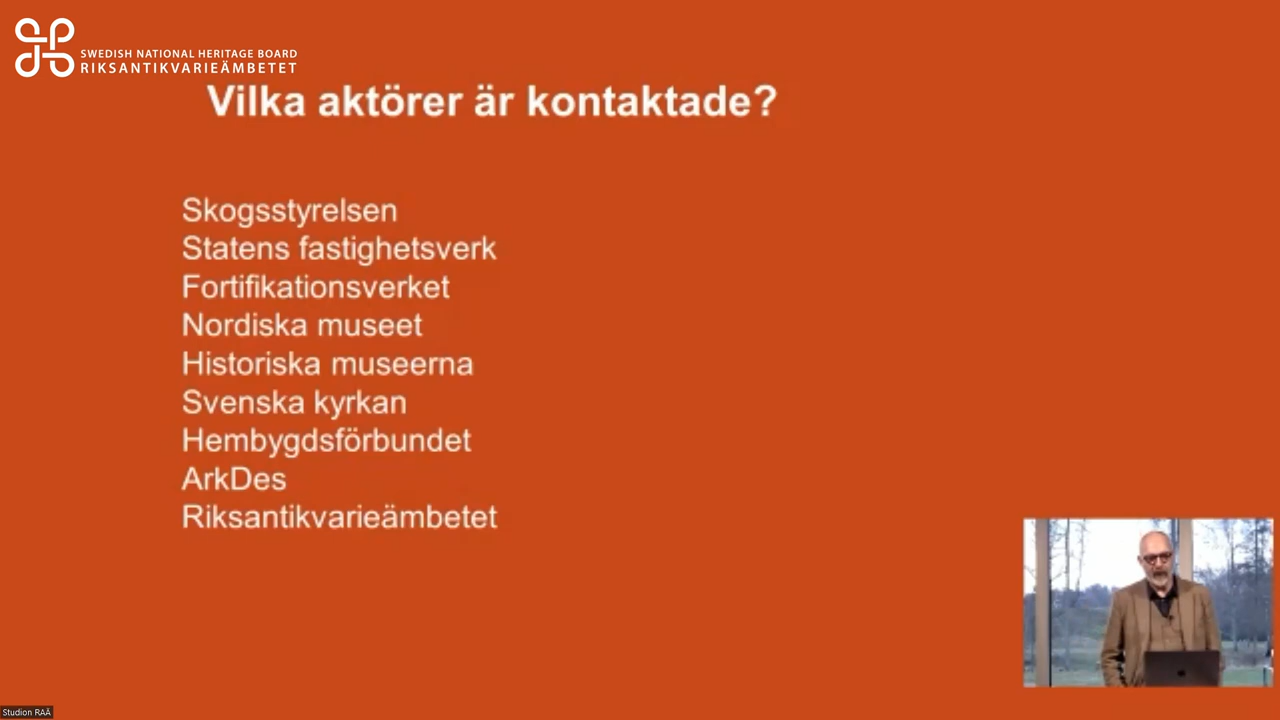 SWEDISH NATIONAL HERITAGE BOARD
RIKSANTIKVARIEÄMBETET
Vilka aktörer är kontaktade?
Skogsstyrelsen
Statens fastighetsverk
Fortifikationsverket
Nordiska museet
Historiska museerna
Svenska kyrkan
Hembygdsförbundet
ArkDes
Riksantikvarieämbetet
Studion RAÄ